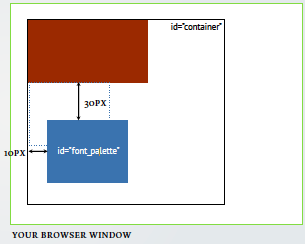 id="container"
30PX
id="font_palette"
10PX
YOUR BROWSER WINDOW